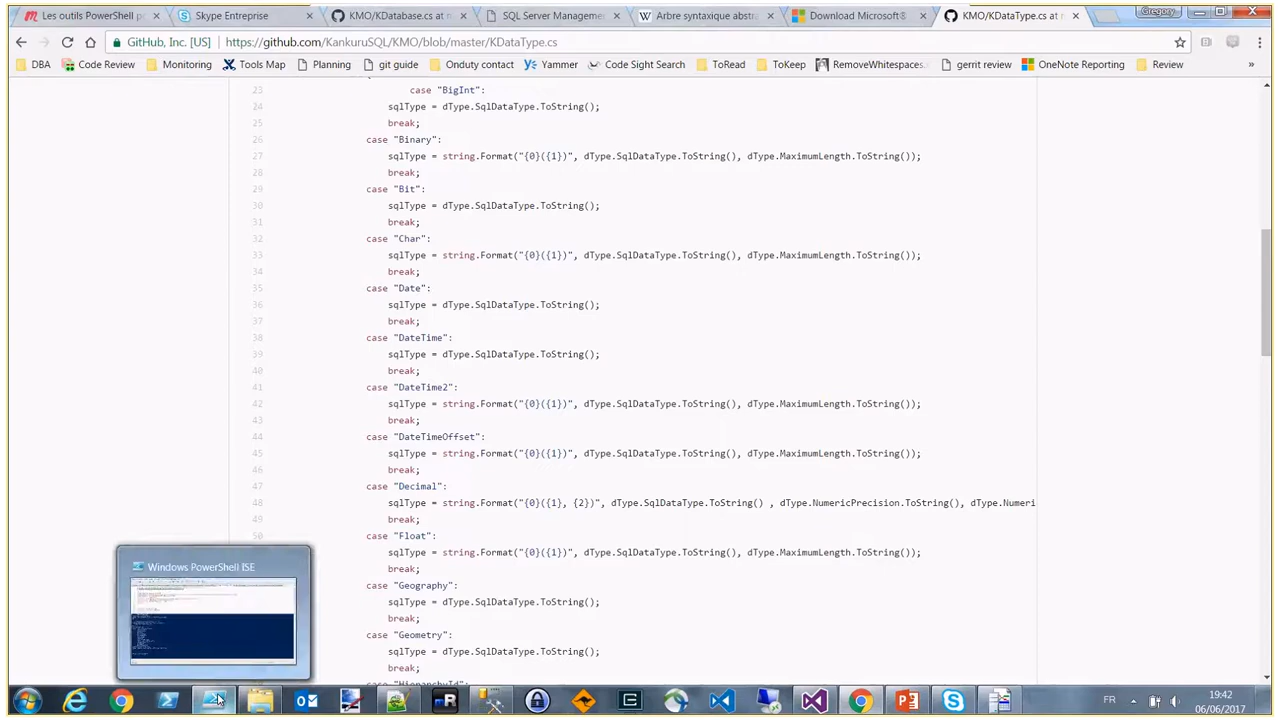 Les outils PowerShell p
Skype Entreprise
KMO/KDatabase.cs at m
SQL Server Manageme
Arbre syntaxique abstra
Download Microsoft®
KMO/KDataType.cs at m
Gregory
GitHub, Inc. [US]
https://github.com/KankuruSQL/KMO/blob/master/KDataType.cs
DBA
Code Review
Monitoring
Tools Map
Planning
git guide
Onduty contact
Yammer
Code Sight Search
ToRead
ToKeep
RemoveWhitespaces.
gerrit review
OneNote Reporting
Review
»
23 case "BigInt":
24 sqlType = dType.SqlDataType.ToString();
25 break;
26 case "Binary":
27 sqlType = string.Format("{0}({1})", dType.SqlDataType.ToString(), dType.MaximumLength.ToString());
28 break;
29 case "Bit":
30 sqlType = dType.SqlDataType.ToString();
31 break;
32 case "Char":
33 sqlType = string.Format("{0}({1})", dType.SqlDataType.ToString(), dType.MaximumLength.ToString());
34 break;
35 case "Date":
36 sqlType = dType.SqlDataType.ToString();
37 break;
38 case "DateTime":
39 sqlType = dType.SqlDataType.ToString();
40 break;
41 case "DateTime2":
42 sqlType = string.Format("{0}({1})", dType.SqlDataType.ToString(), dType.MaximumLength.ToString());
43 break;
44 case "DateTimeOffset":
45 sqlType = string.Format("{0}({1})", dType.SqlDataType.ToString(), dType.MaximumLength.ToString());
46 break;
47 case "Decimal":
48 sqlType = string.Format("{0}({1}, {2})", dType.SqlDataType.ToString() , dType.NumericPrecision.ToString(), dType.Numeri
49 break;
50 case "Float":
sqlType = string.Format("{0}({1})", dType.SqlDataType.ToString(), dType.MaximumLength.ToString());
break;
case "Geography":
sqlType = dType.SqlDataType.ToString();
break;
case "Geometry":
sqlType = dType.SqlDataType.ToString();
break;
case "HierarchyId":
Windows PowerShell ISE
FR
19:42
06/06/2017